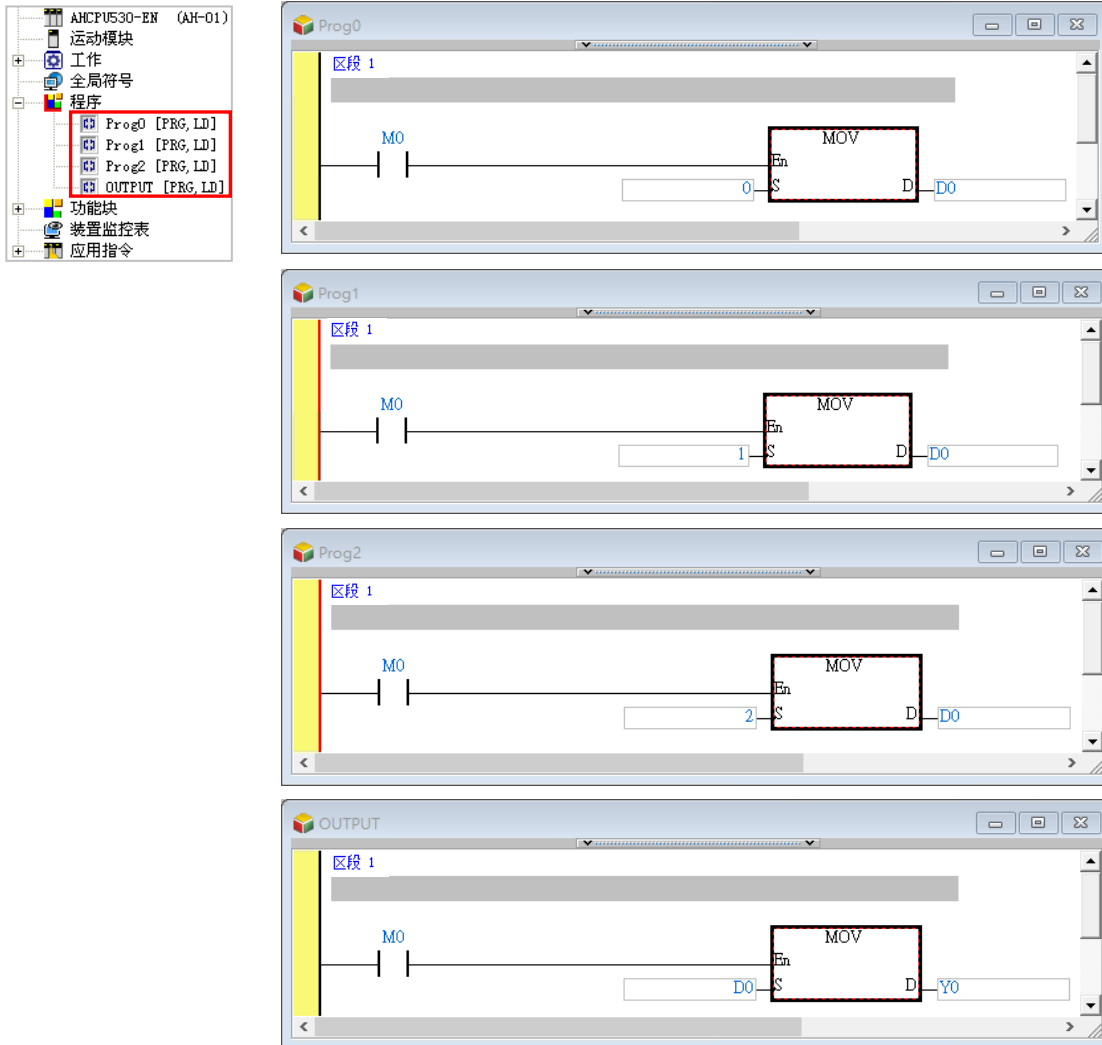 AHCPU530-EN (AH-01)
运动模块
工作
全局符号
程序
Prog0 [PRG,LD]
Prog1 [PRG,LD]
Prog2 [PRG,LD]
OUTPUT [PRG,LD]
功能块
装置监控表
应用指令
Prog0
区段 1
M0
MOV
En
0 S D D0
Prog1
区段 1
M0
MOV
En
1 S D D0
Prog2
区段 1
M0
MOV
En
2 S D D0
OUTPUT
区段 1
M0
MOV
En
D0 S D Y0